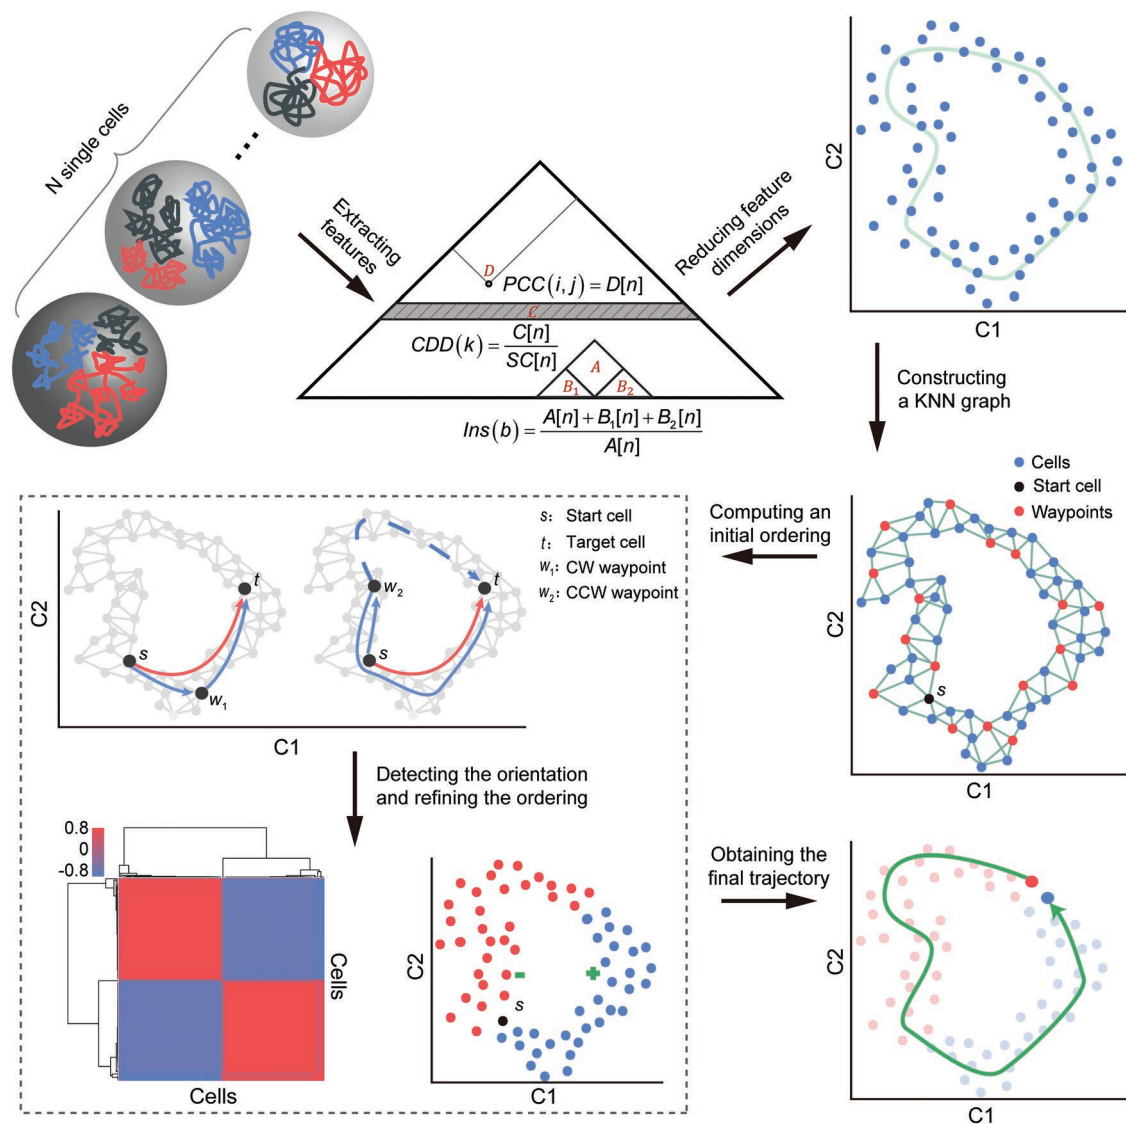 N single cells
Extracting
features
D
PCC(i, j) = D[n]
C
CDD(k) = C[n] / SC[n]
A
B₁ B₂
Ins(b) = A[n] + B₁[n] + B₂[n] / A[n]
Reducing feature
dimensions
C2
C1
Constructing
a KNN graph
Cells
Start cell
Waypoints
s
C1
Computing an
initial ordering
s: Start cell
t: Target cell
w₁: CW waypoint
w₂: CCW waypoint
C2
t
s
w₁
w₂
t
s
C1
Detecting the orientation
and refining the ordering
0.8
0
-0.8
Cells
Cells
C2
s
C1
Obtaining the
final trajectory
C2
C1